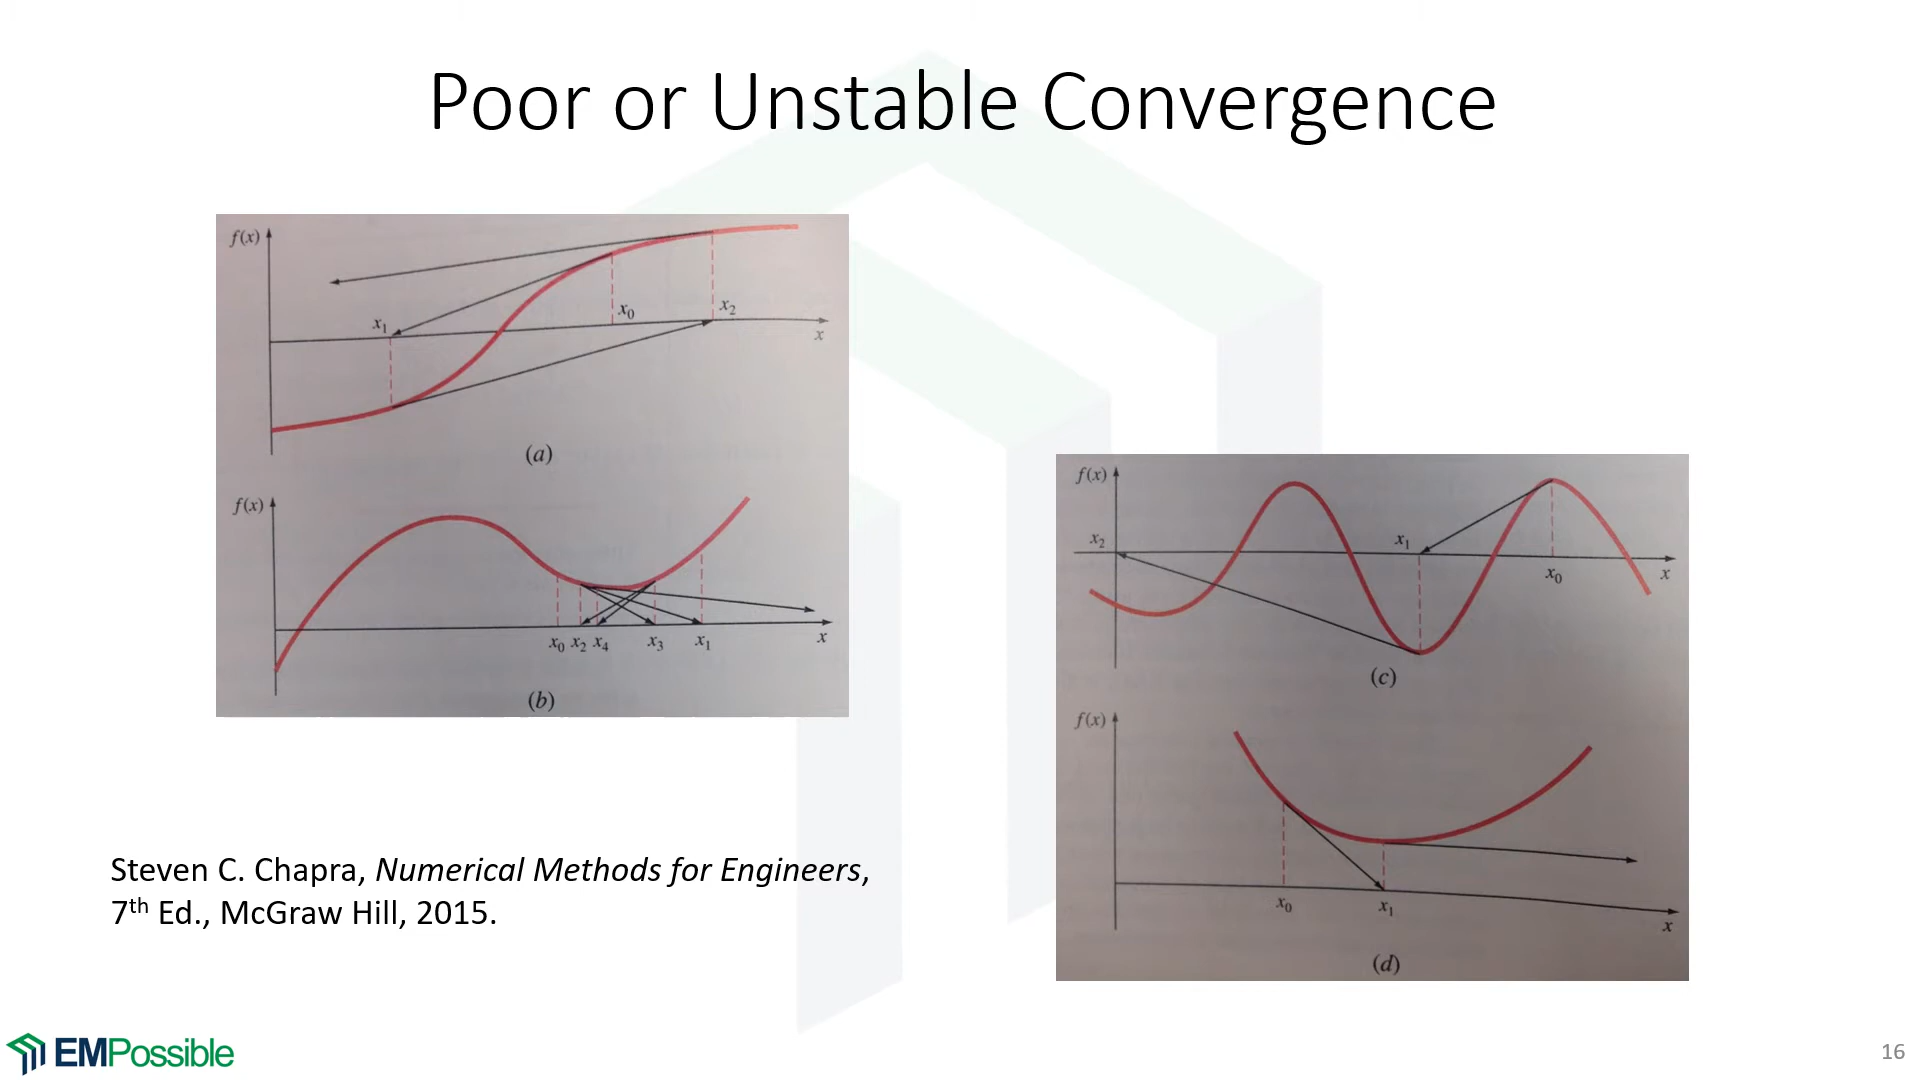 Poor or Unstable Convergence
f(x)
x1
x0
x2
x
(a)
f(x)
x0 x2 x4 x3 x1 x
(b)
f(x)
x2
x1
x0
x
(c)
f(x)
x0
x1
x
(d)
Steven C. Chapra, Numerical Methods for Engineers,
7th Ed., McGraw Hill, 2015.
EMPossible
16